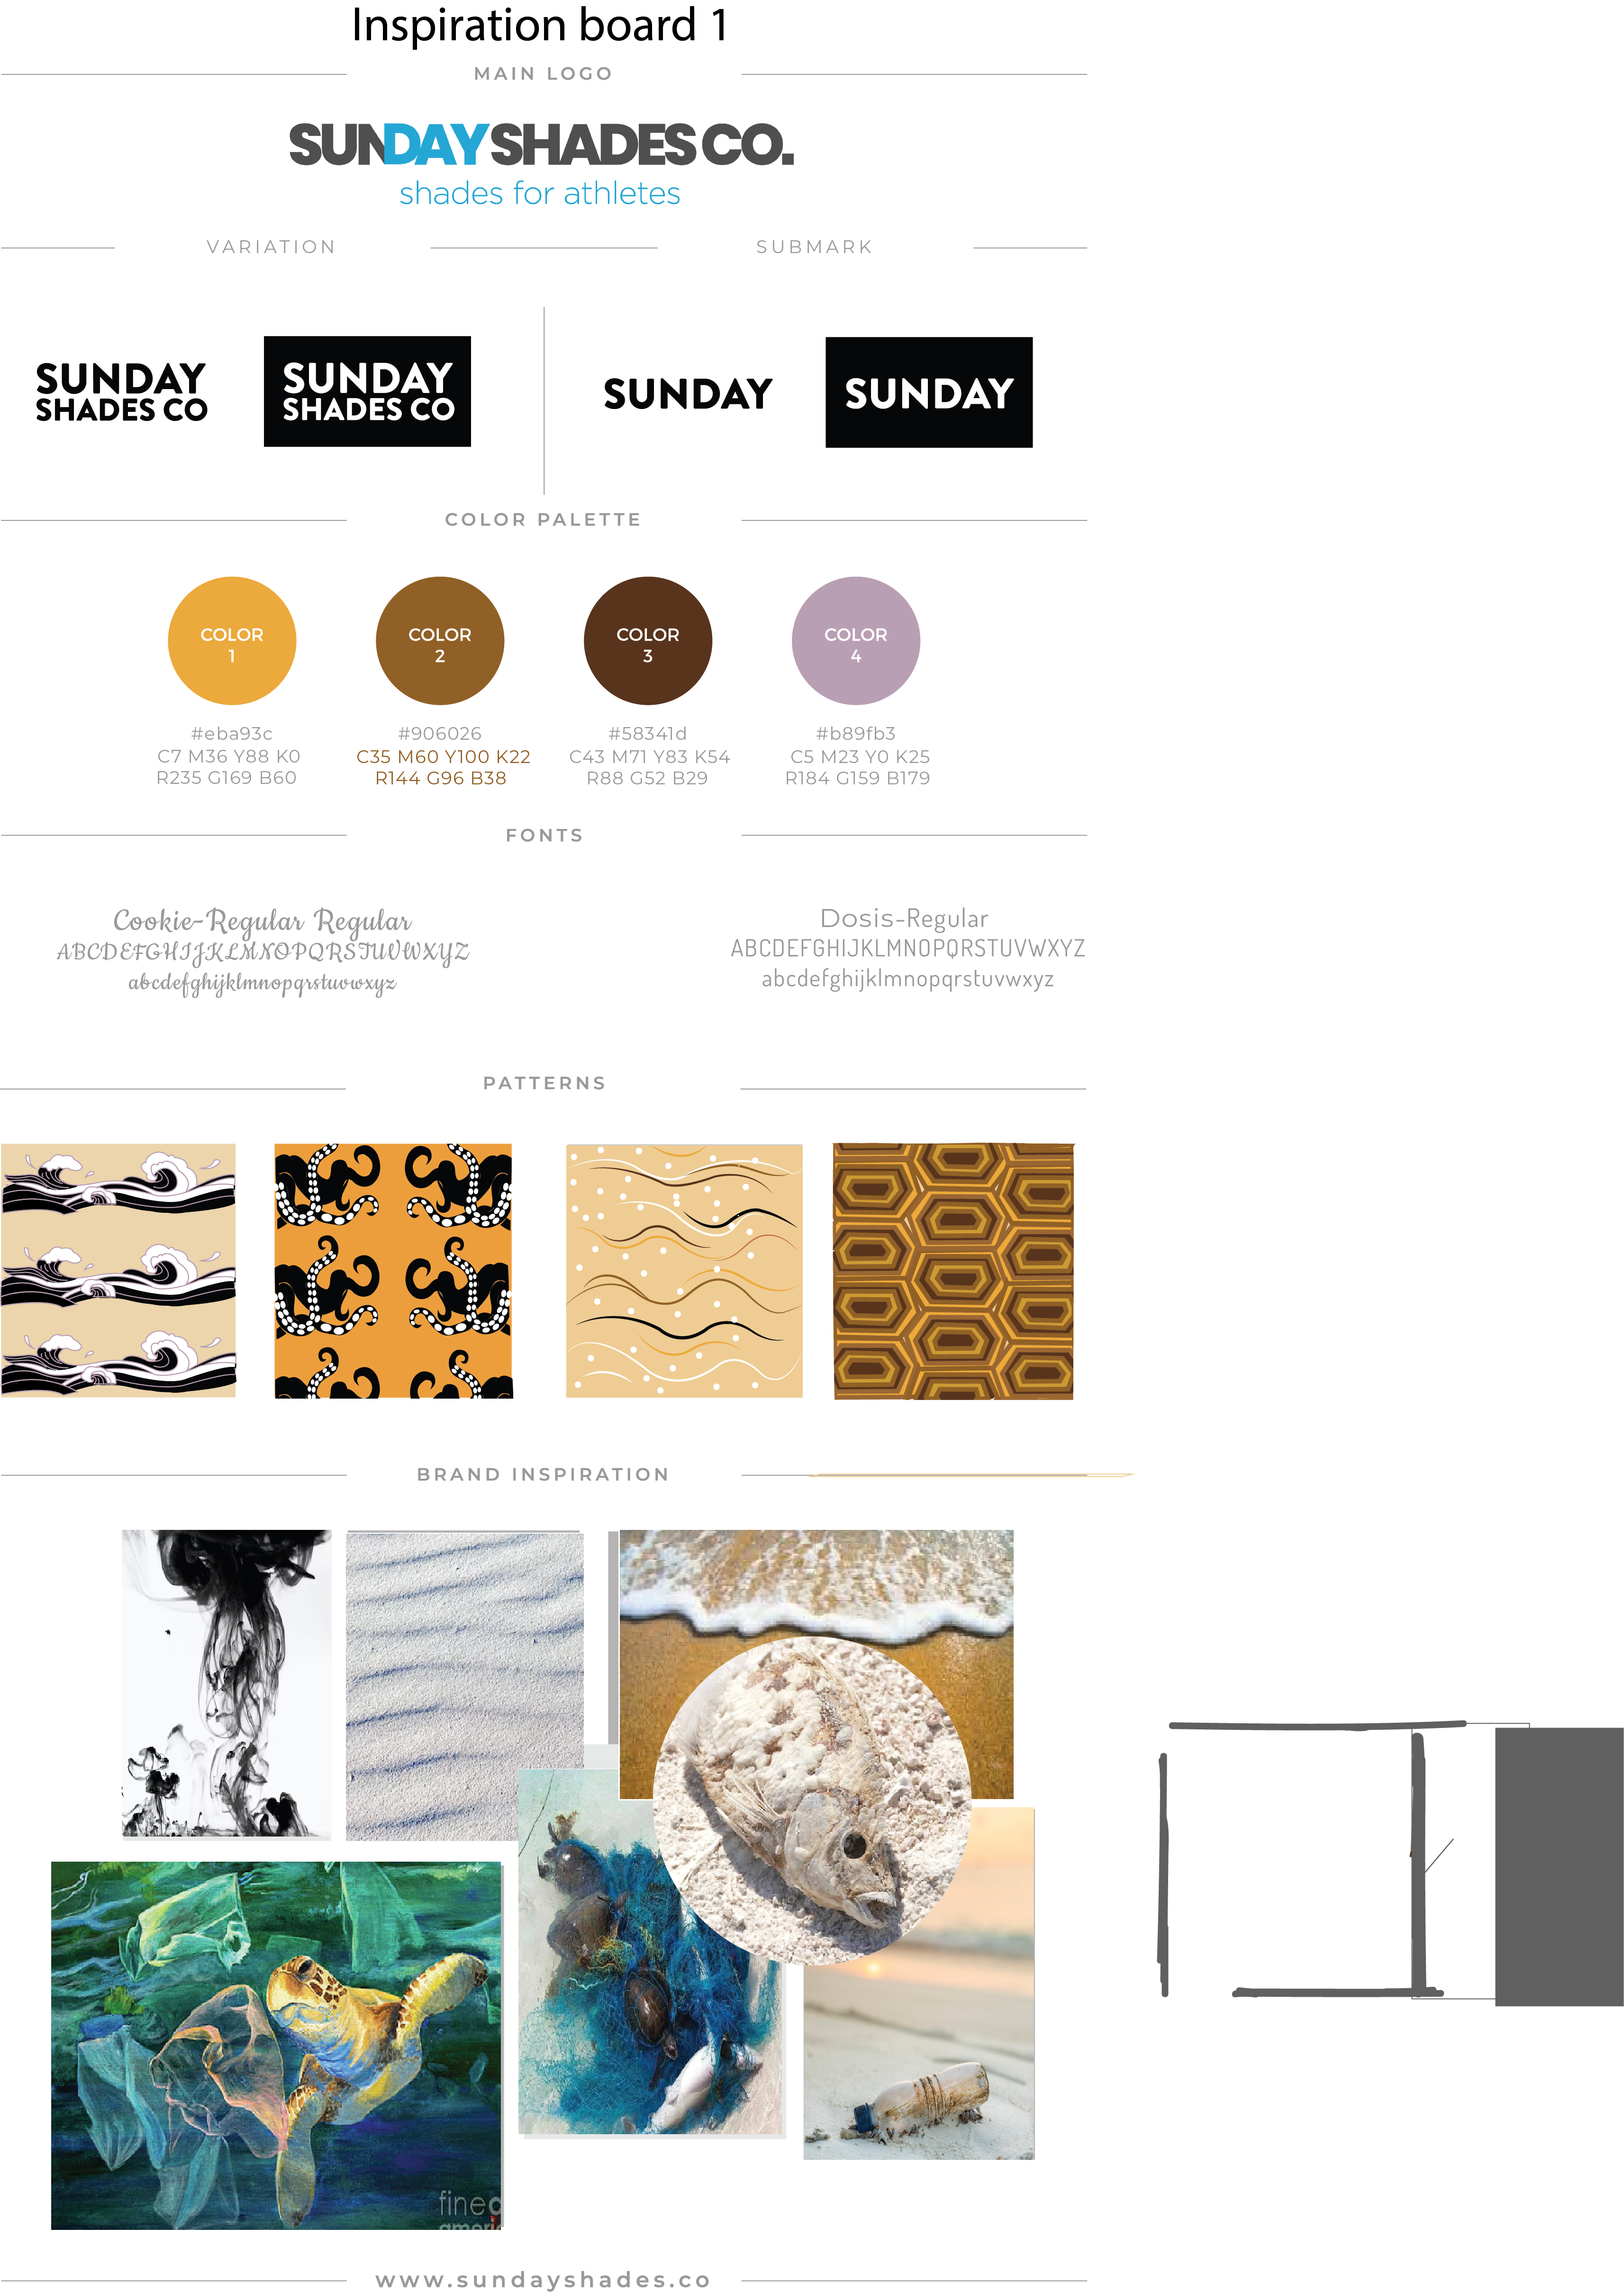 Inspiration board 1
MAIN LOGO
SUNDAY SHADES CO.
shades for athletes
VARIATION
SUBMARK
SUNDAY
SHADES CO
SUNDAY
SHADES CO
SUNDAY
SUNDAY
COLOR PALETTE
COLOR
1
COLOR
2
COLOR
3
COLOR
4
#eba93c
C7 M36 Y88 K0
R235 G169 B60
#906026
C35 M60 Y100 K22
R144 G96 B38
#58341d
C43 M71 Y83 K54
R88 G52 B29
#b89fb3
C5 M23 Y0 K25
R184 G159 B179
FONTS
Cookie-Regular Regular
ABCDEFGHIJKLMNOPQRSTUVWXYZ
abcdefghijklmnopqrstuvwxyz
Dosis-Regular
ABCDEFGHIJKLMNOPQRSTUVWXYZ
abcdefghijklmnopqrstuvwxyz
PATTERNS
BRAND INSPIRATION
fine
www.sundayshades.co